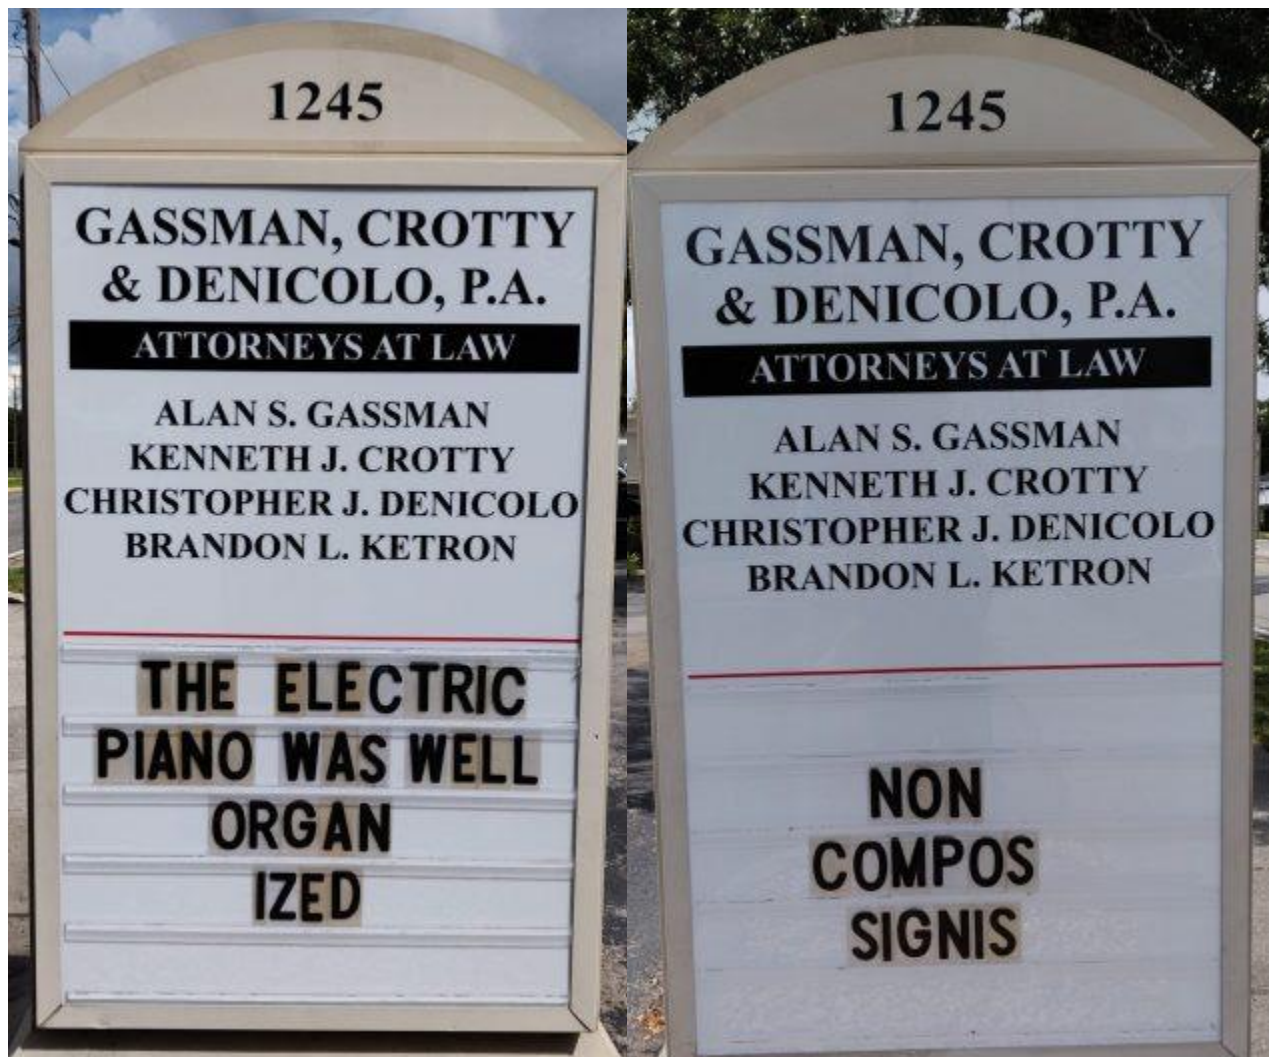 1245
GASSMAN, CROTTY
& DENICOLO, P.A.
ATTORNEYS AT LAW
ALAN S. GASSMAN
KENNETH J. CROTTY
CHRISTOPHER J. DENICOLO
BRANDON L. KETRON
THE ELECTRIC
PIANO WAS WELL
ORGAN
IZED
1245
GASSMAN, CROTTY
& DENICOLO, P.A.
ATTORNEYS AT LAW
ALAN S. GASSMAN
KENNETH J. CROTTY
CHRISTOPHER J. DENICOLO
BRANDON L. KETRON
NON
COMPOS
SIGNIS